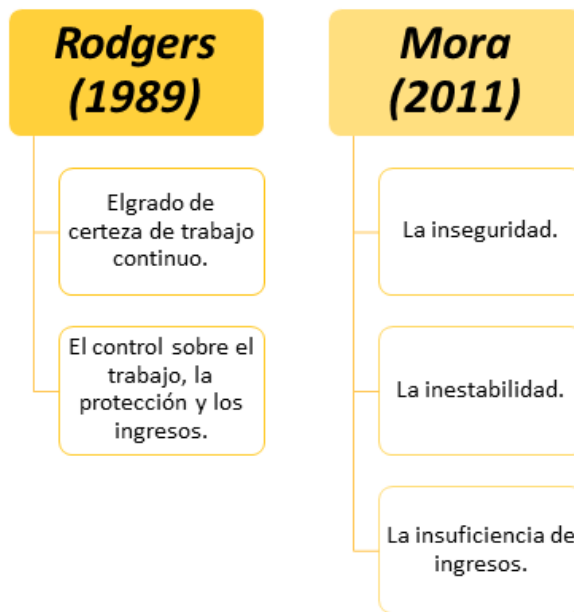 Rodgers
(1989)
Elgrado de
certeza de trabajo
continuo.
El control sobre el
trabajo, la
protección y los
ingresos.
Mora
(2011)
La inseguridad.
La inestabilidad.
La insuficiencia de
ingresos.